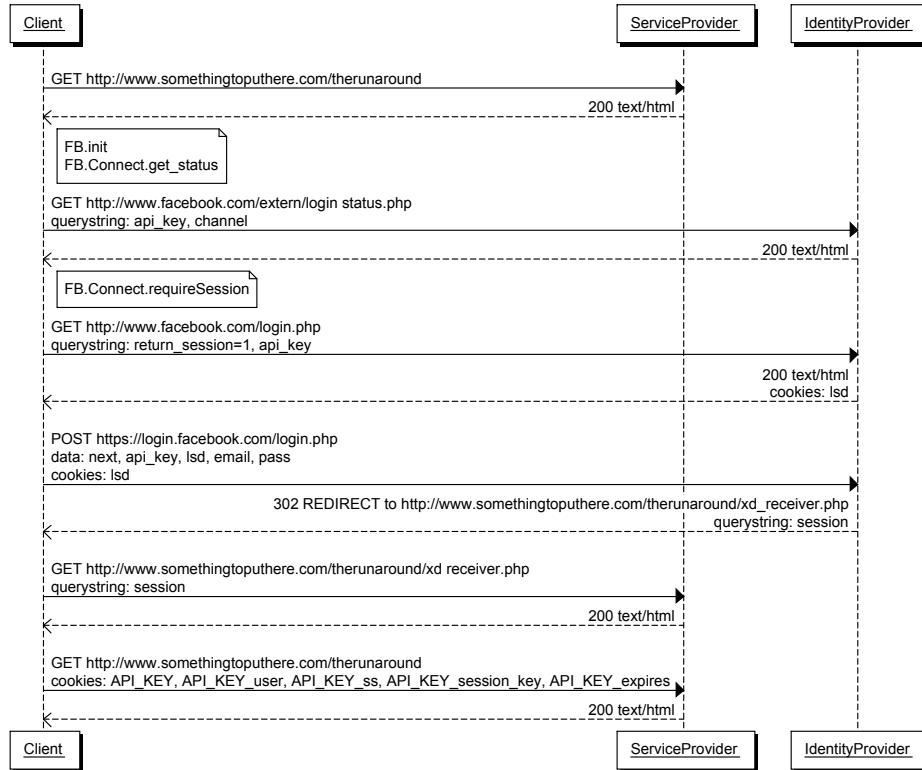 Client
ServiceProvider
IdentityProvider
GET http://www.somethingtoputhere.com/therunaround
200 text/html
FB.init
FB.Connect.get_status
GET http://www.facebook.com/extern/login status.php
querystring: api_key, channel
200 text/html
FB.Connect.requireSession
GET http://www.facebook.com/login.php
querystring: return_session=1, api_key
200 text/html
cookies: lsd
POST https://login.facebook.com/login.php
data: next, api_key, lsd, email, pass
cookies: lsd
302 REDIRECT to http://www.somethingtoputhere.com/therunaround/xd_receiver.php
querystring: session
GET http://www.somethingtoputhere.com/therunaround/xd receiver.php
querystring: session
200 text/html
GET http://www.somethingtoputhere.com/therunaround
cookies: API_KEY, API_KEY_user, API_KEY_ss, API_KEY_session_key, API_KEY_expires
200 text/html
Client
ServiceProvider
IdentityProvider